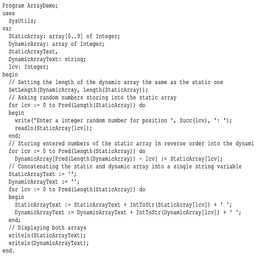 Program ArrayDemo;
uses
  SysUtils;
var
  StaticArray: array[0..9] of Integer;
  DynamicArray: array of Integer;
  StaticArrayText,
  DynamicArrayText: string;
  lcv: Integer;
begin
  // Setting the length of the dynamic array the same as the static one
  SetLength(DynamicArray, Length(StaticArray));
  // Asking random numbers storing into the static array
  for lcv := 0 to Pred(Length(StaticArray)) do
  begin
    write('Enter a integer random number for position ', Succ(lcv), ': ');
    readln(StaticArray[lcv]);
  end;
  // Storing entered numbers of the static array in reverse order into the dynami
  for lcv := 0 to Pred(Length(StaticArray)) do
    DynamicArray[Pred(Length(DynamicArray)) - lcv] := StaticArray[lcv];
  // Concatenating the static and dynamic array into a single string variable
  StaticArrayText := '';
  DynamicArrayText := '';
  for lcv := 0 to Pred(Length(StaticArray)) do
  begin
    StaticArrayText := StaticArrayText + IntToStr(StaticArray[lcv]) + ' ';
    DynamicArrayText := DynamicArrayText + IntToStr(DynamicArray[lcv]) + ' ';
  end;
  // Displaying both arrays
  writeln(StaticArrayText);
  writeln(DynamicArrayText);
end.